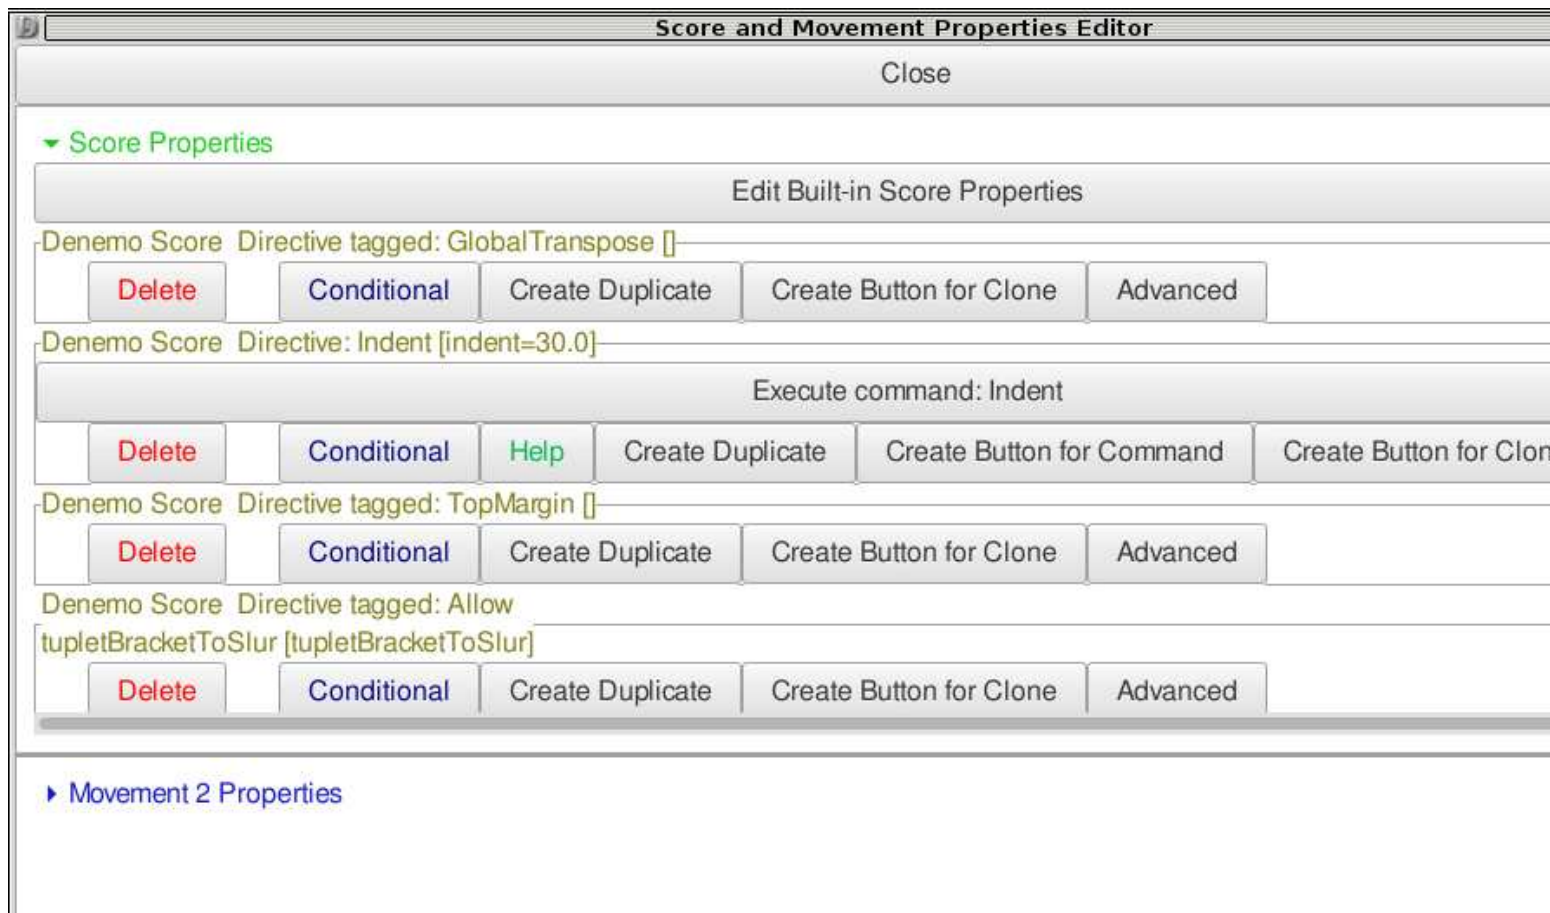 Score and Movement Properties Editor
Close
Score Properties
Edit Built-in Score Properties
Denemo Score  Directive tagged: GlobalTranspose []
Delete Conditional Create Duplicate Create Button for Clone Advanced
Denemo Score  Directive: Indent [indent=30.0]
Execute command: Indent
Delete Conditional Help Create Duplicate Create Button for Command Create Button for Clon
Denemo Score  Directive tagged: TopMargin []
Delete Conditional Create Duplicate Create Button for Clone Advanced
Denemo Score  Directive tagged: Allow
tupletBracketToSlur [tupletBracketToSlur]
Delete Conditional Create Duplicate Create Button for Clone Advanced
Movement 2 Properties